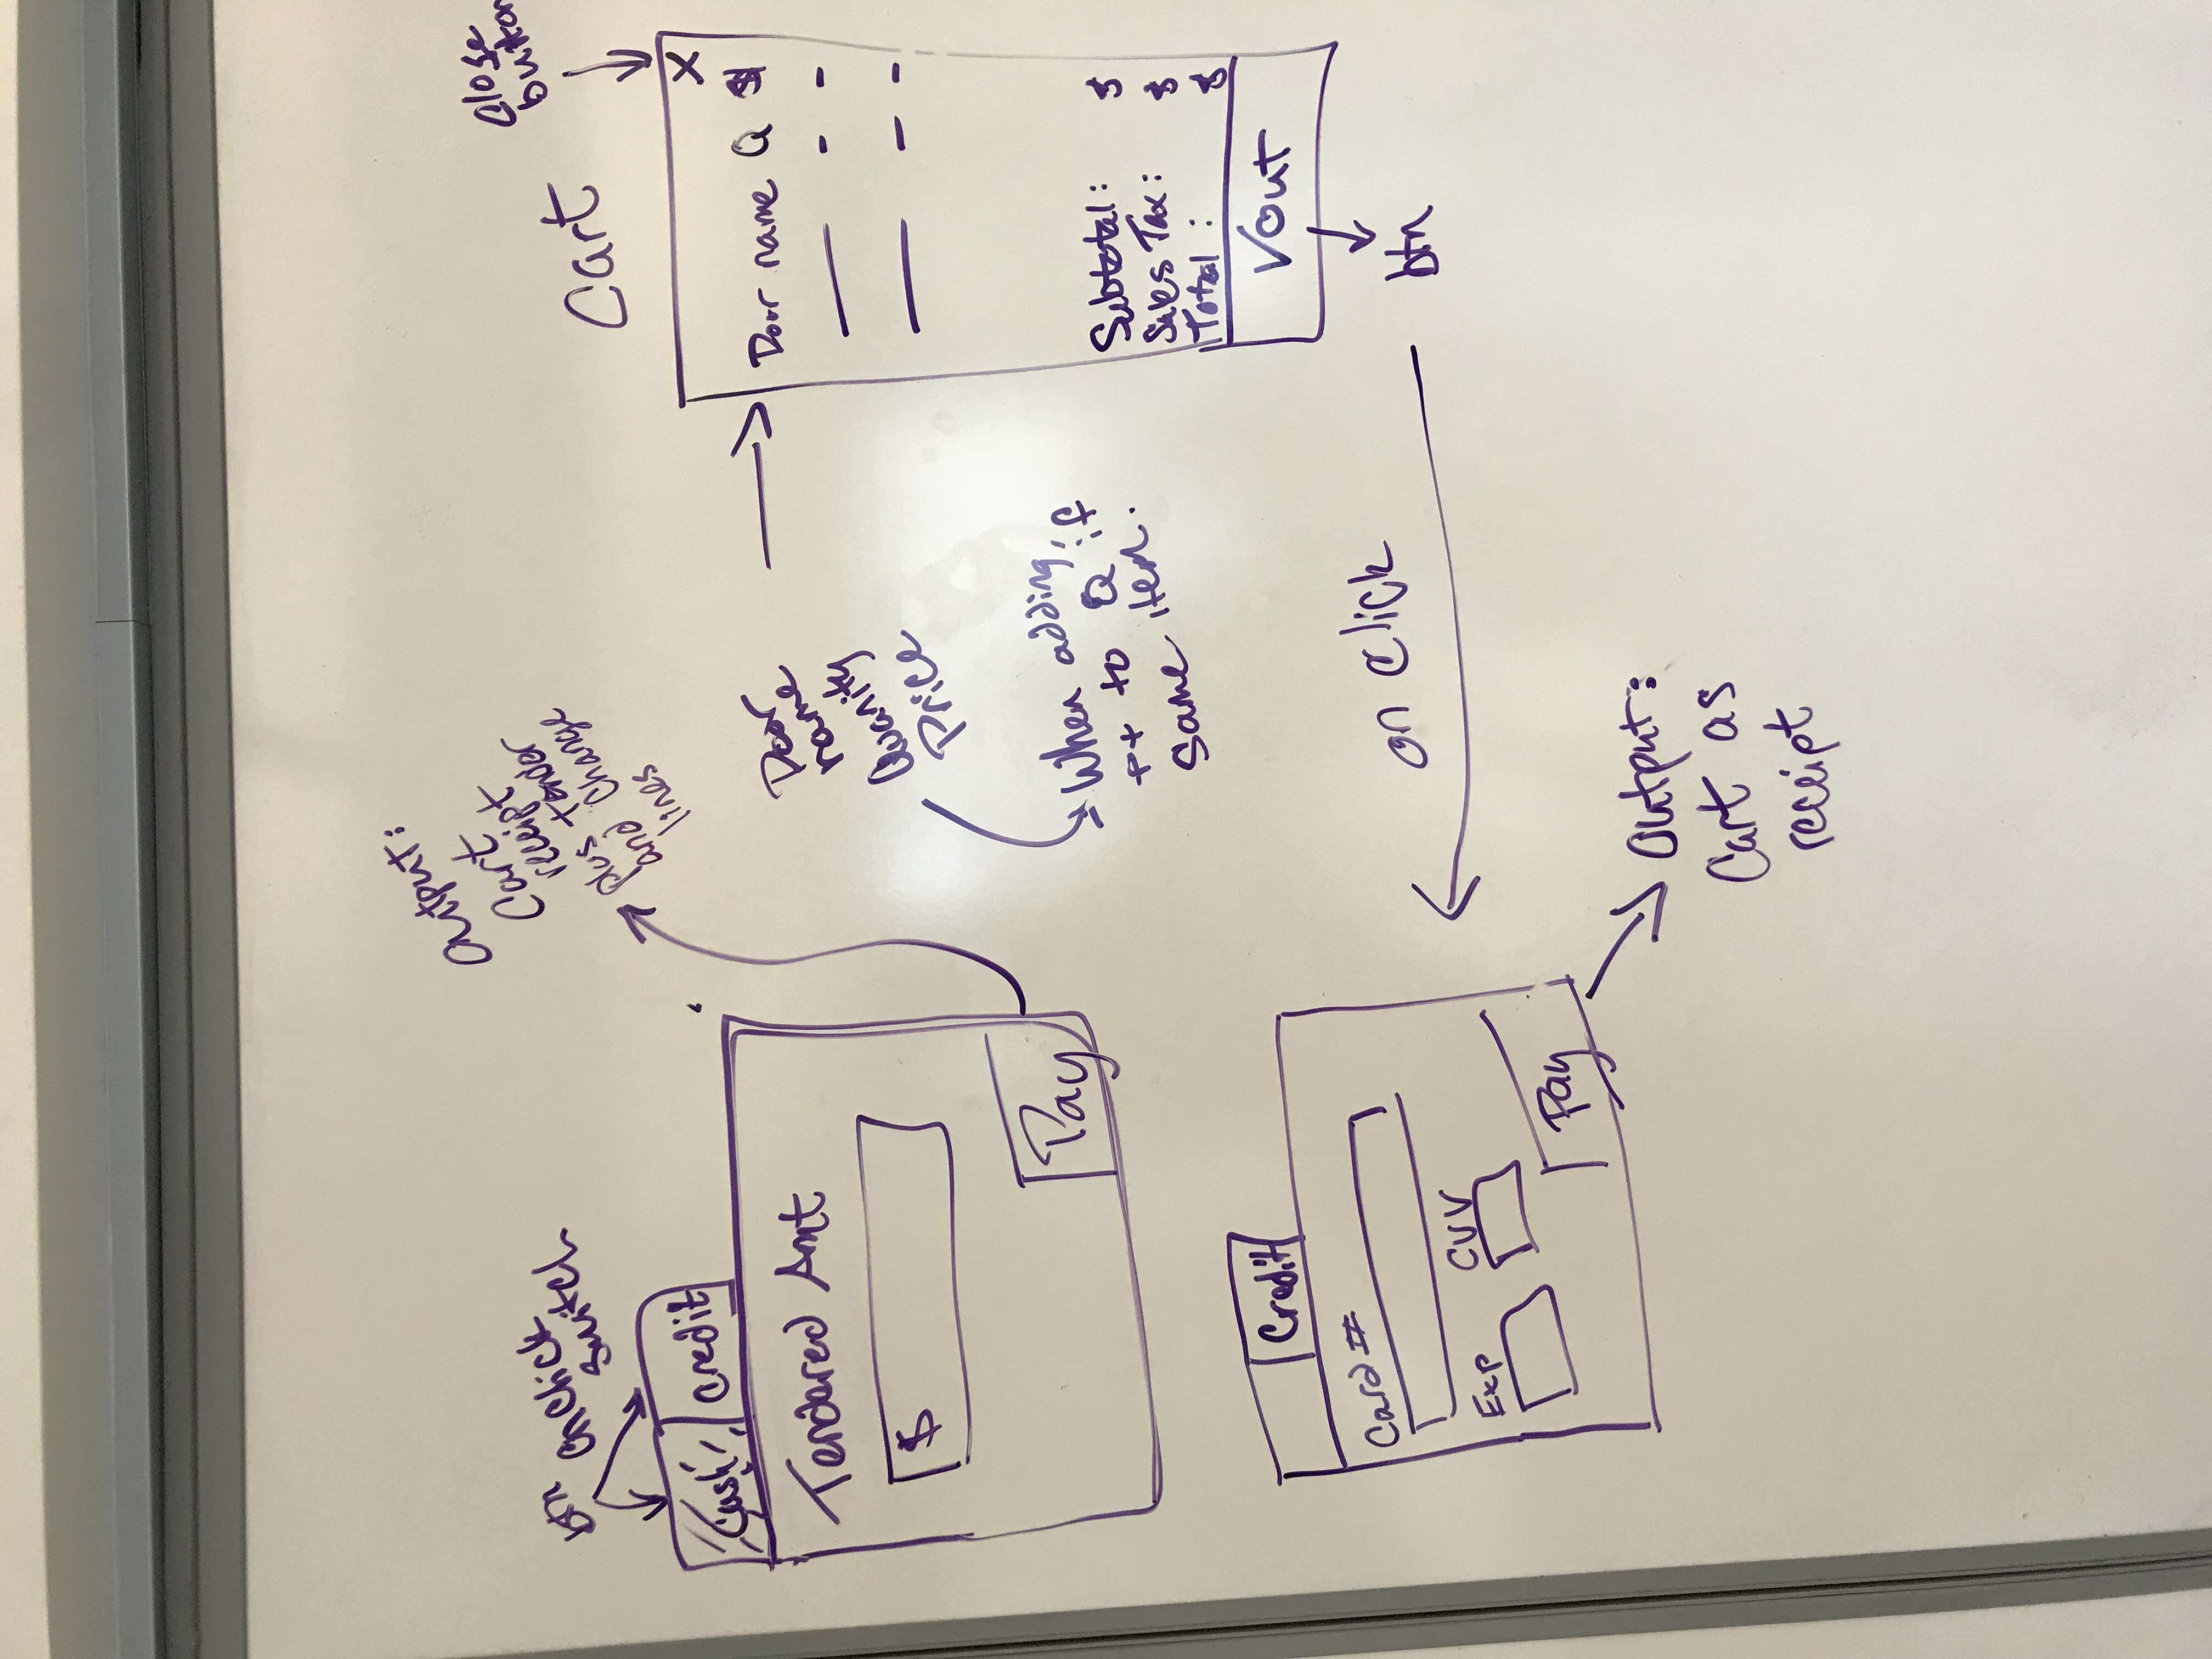 Output:
Cart
receipt
plus tender
and change
lines
btn onclick
switch
Cash Credit
Tendered Amt
$
Pay
Close
button
Cart
X
Door name Q $
Subtotal: $
Sales Tax: $
Total: $
✓out
btn
Door
name
Quanity
Price
When adding,
++ to Q if
same item.
on click
Credit
Card #
Exp CVV
Pay
Output:
Cart as
receipt